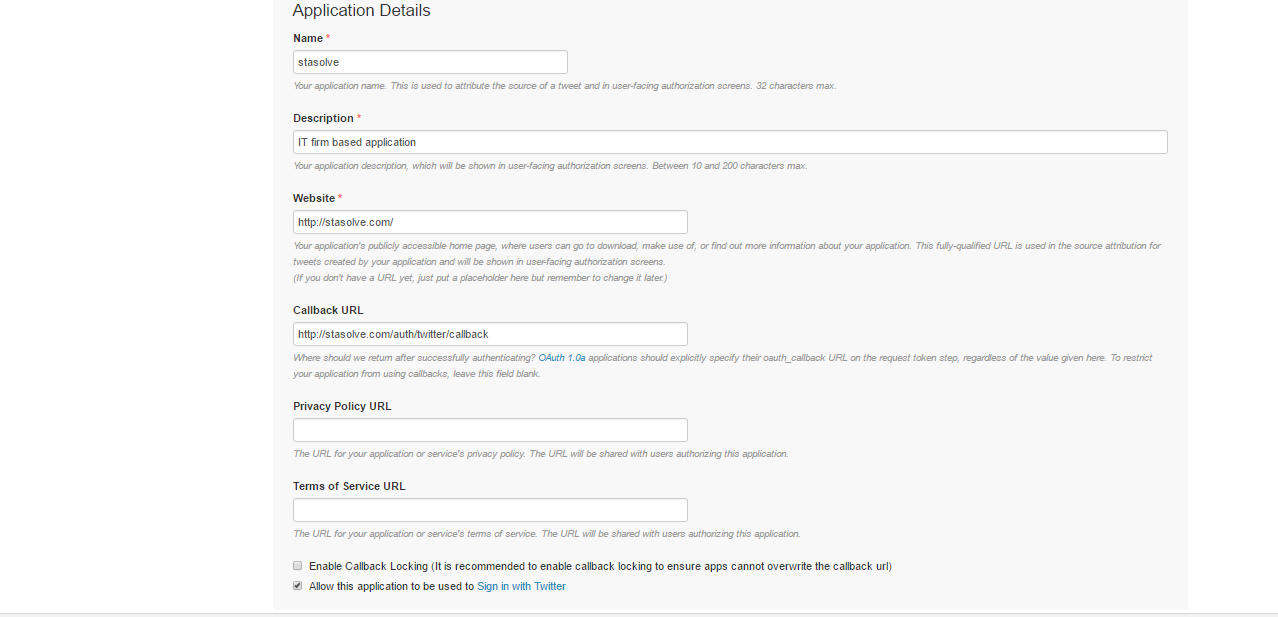 Application Details
Name *
stasolve
Your application name. This is used to attribute the source of a tweet and in user-facing authorization screens. 32 characters max.
Description *
IT firm based application
Your application description, which will be shown in user-facing authorization screens. Between 10 and 200 characters max.
Website *
http://stasolve.com/
Your application's publicly accessible home page, where users can go to download, make use of, or find out more information about your application. This fully-qualified URL is used in the source attribution for
tweets created by your application and will be shown in user-facing authorization screens.
(If you don't have a URL yet, just put a placeholder here but remember to change it later.)
Callback URL
http://stasolve.com/auth/twitter/callback
Where should we return after successfully authenticating? OAuth 1.0a applications should explicitly specify their oauth_callback URL on the request token step, regardless of the value given here. To restrict
your application from using callbacks, leave this field blank.
Privacy Policy URL
The URL for your application or service's privacy policy. The URL will be shared with users authorizing this application.
Terms of Service URL
The URL for your application or service's terms of service. The URL will be shared with users authorizing this application.
Enable Callback Locking (It is recommended to enable callback locking to ensure apps cannot overwrite the callback url)
Allow this application to be used to Sign in with Twitter